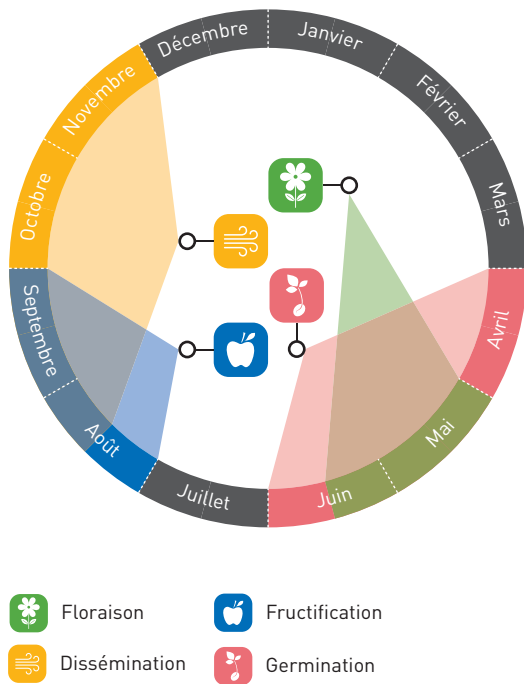 Janvier
Février
Mars
Avril
Mai
Juin
Juillet
Août
Septembre
Octobre
Novembre
Décembre
Floraison
Fructification
Dissémination
Germination